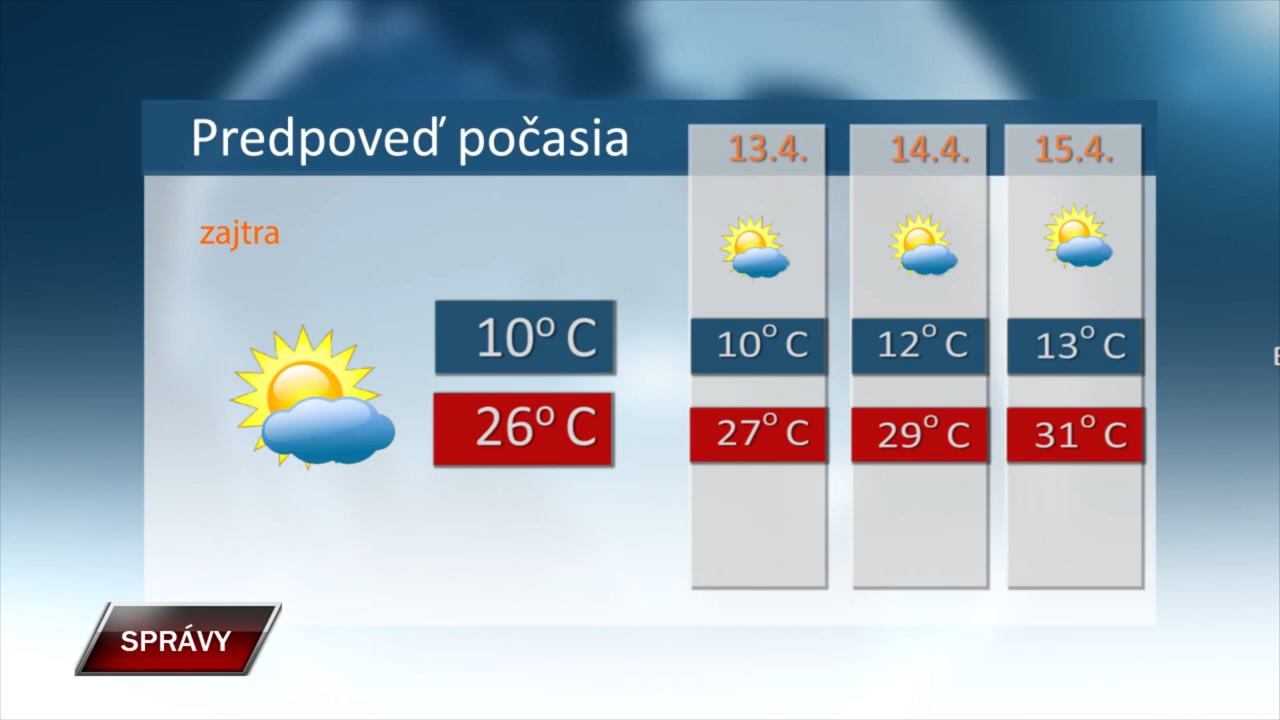 Predpoveď počasia
zajtra
10° C
26° C
13.4.
10° C
27° C
14.4.
12° C
29° C
15.4.
13° C
31° C
SPRÁVY